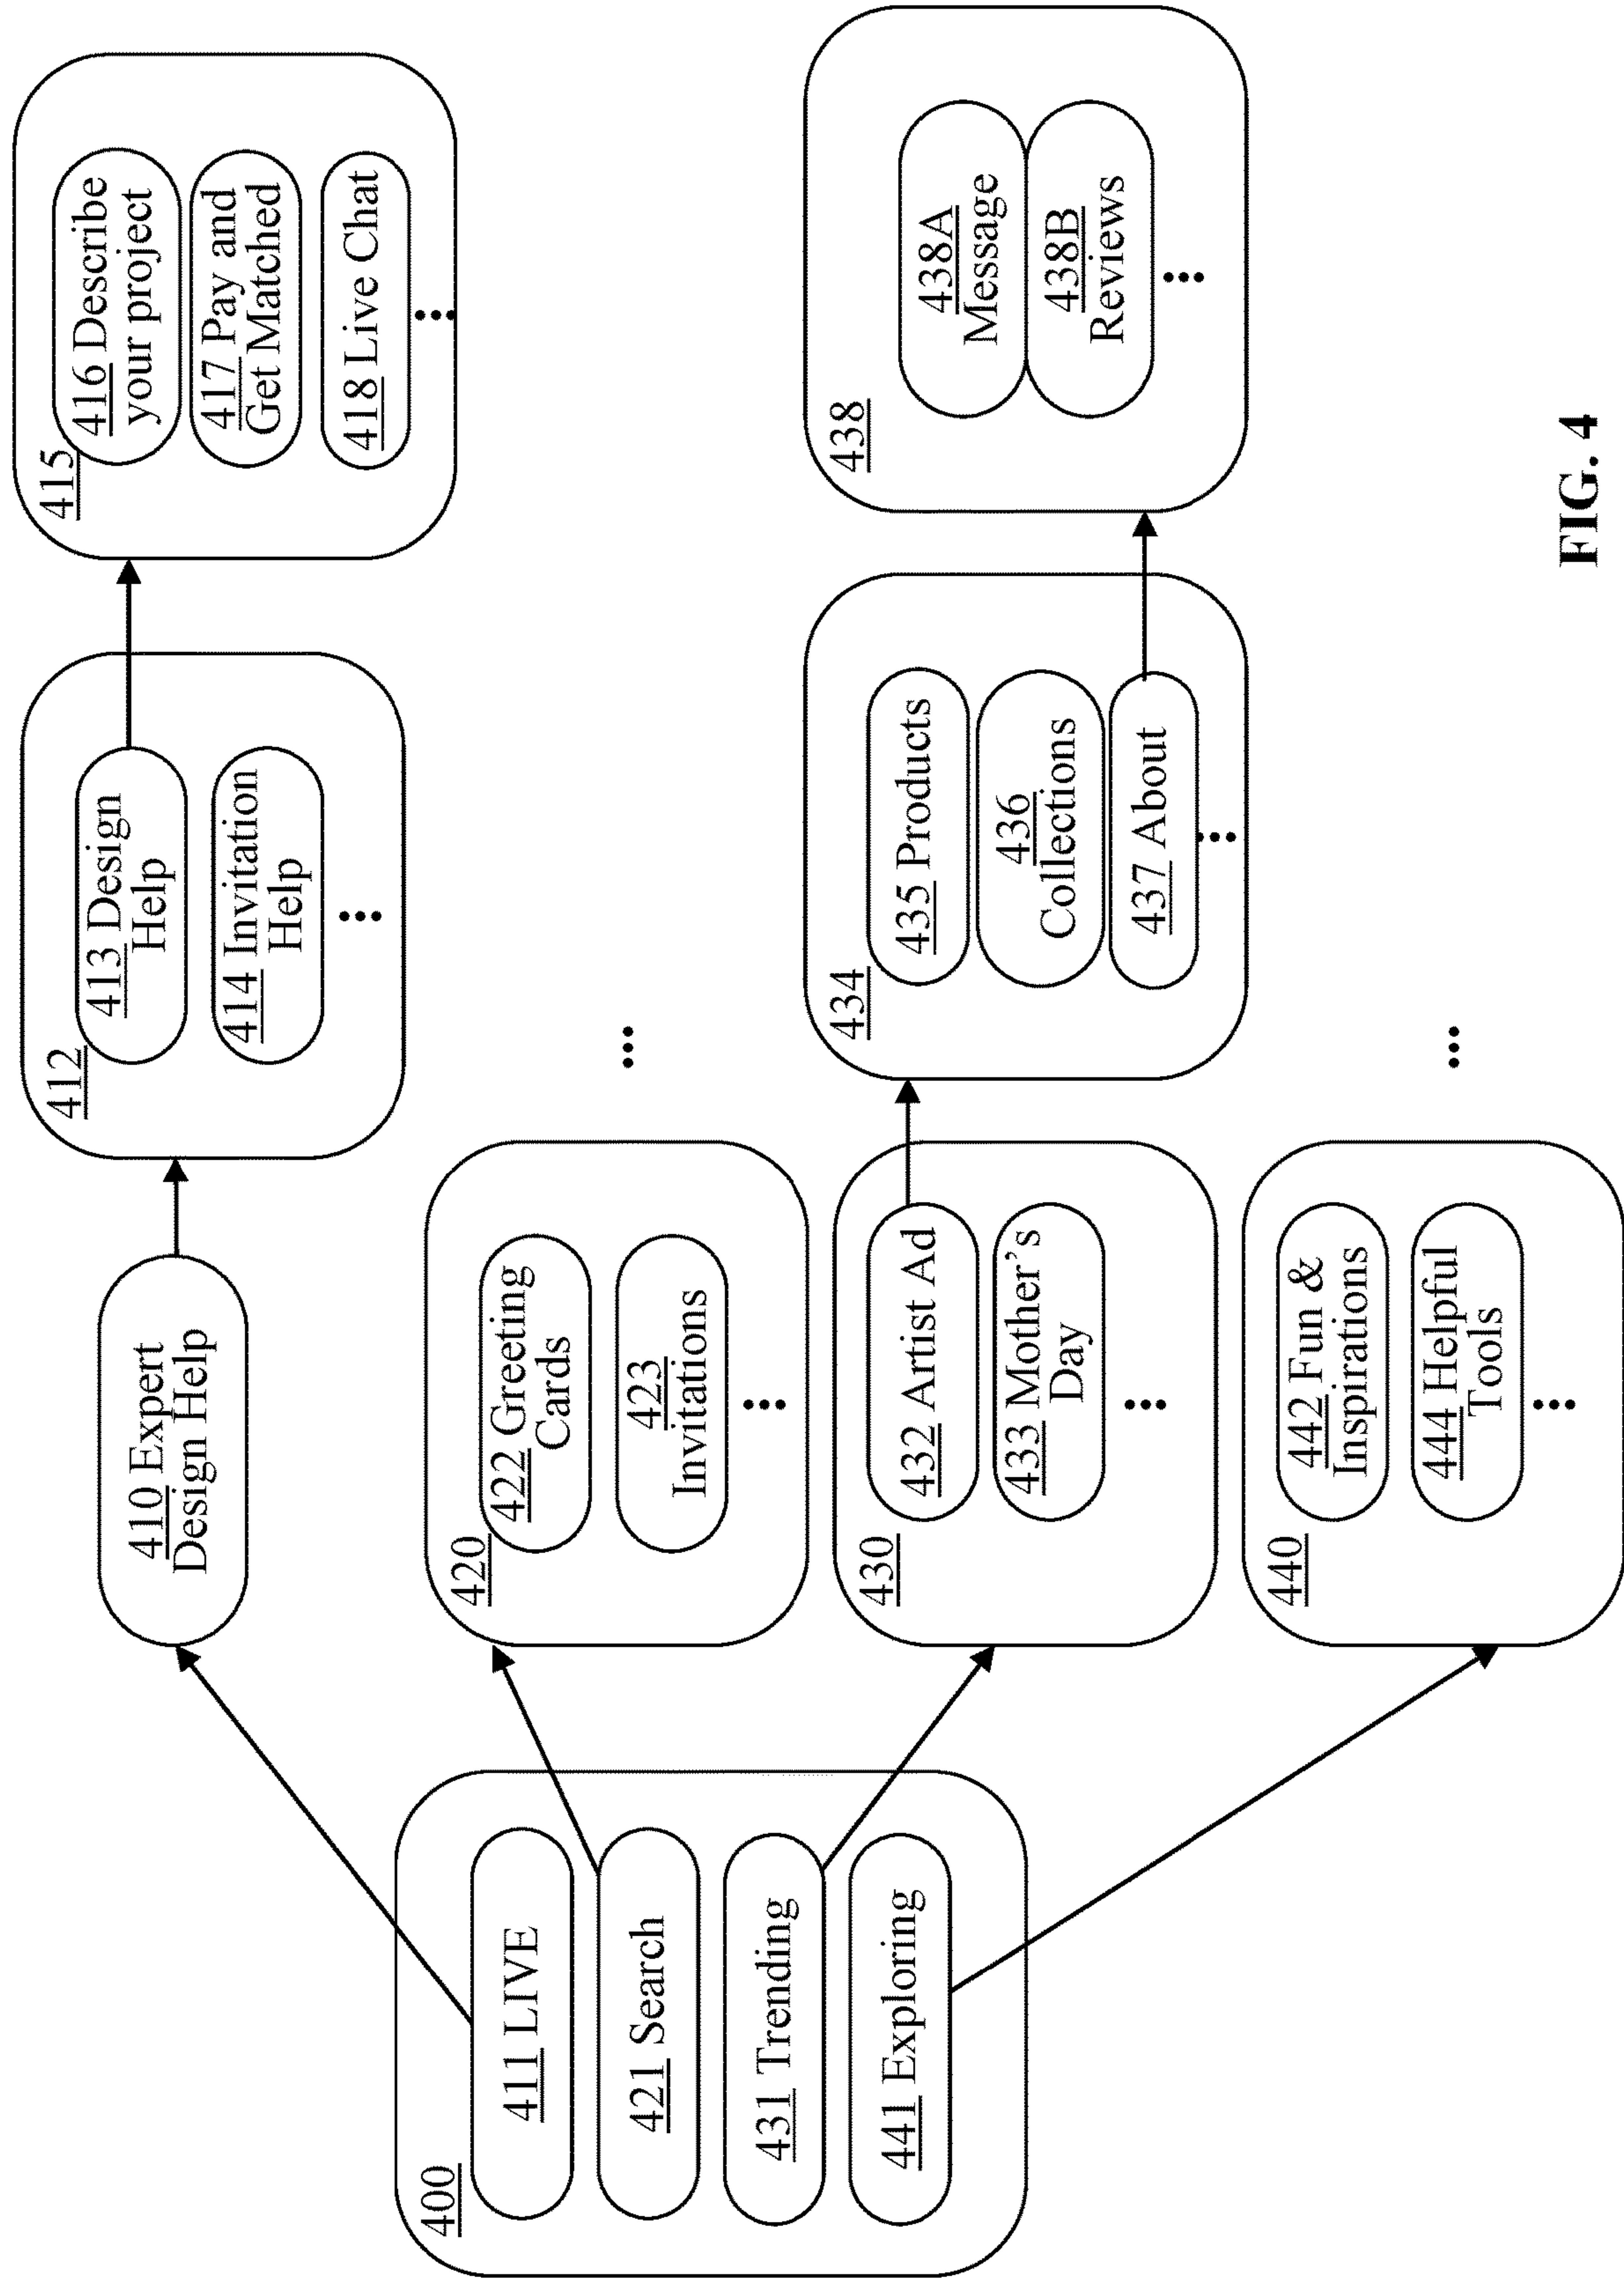 400
411 LIVE
421 Search
431 Trending
441 Exploring
410 Expert
Design Help
412
413 Design
Help
414 Invitation
Help
...
415
416 Describe
your project
417 Pay and
Get Matched
418 Live Chat
...
420
422 Greeting
Cards
423
Invitations
...
...
430
432 Artist Ad
433 Mother's
Day
...
434
435 Products
436
Collections
437 About
...
438
438A
Message
438B
Reviews
...
440
442 Fun &
Inspirations
444 Helpful
Tools
...
...
FIG. 4